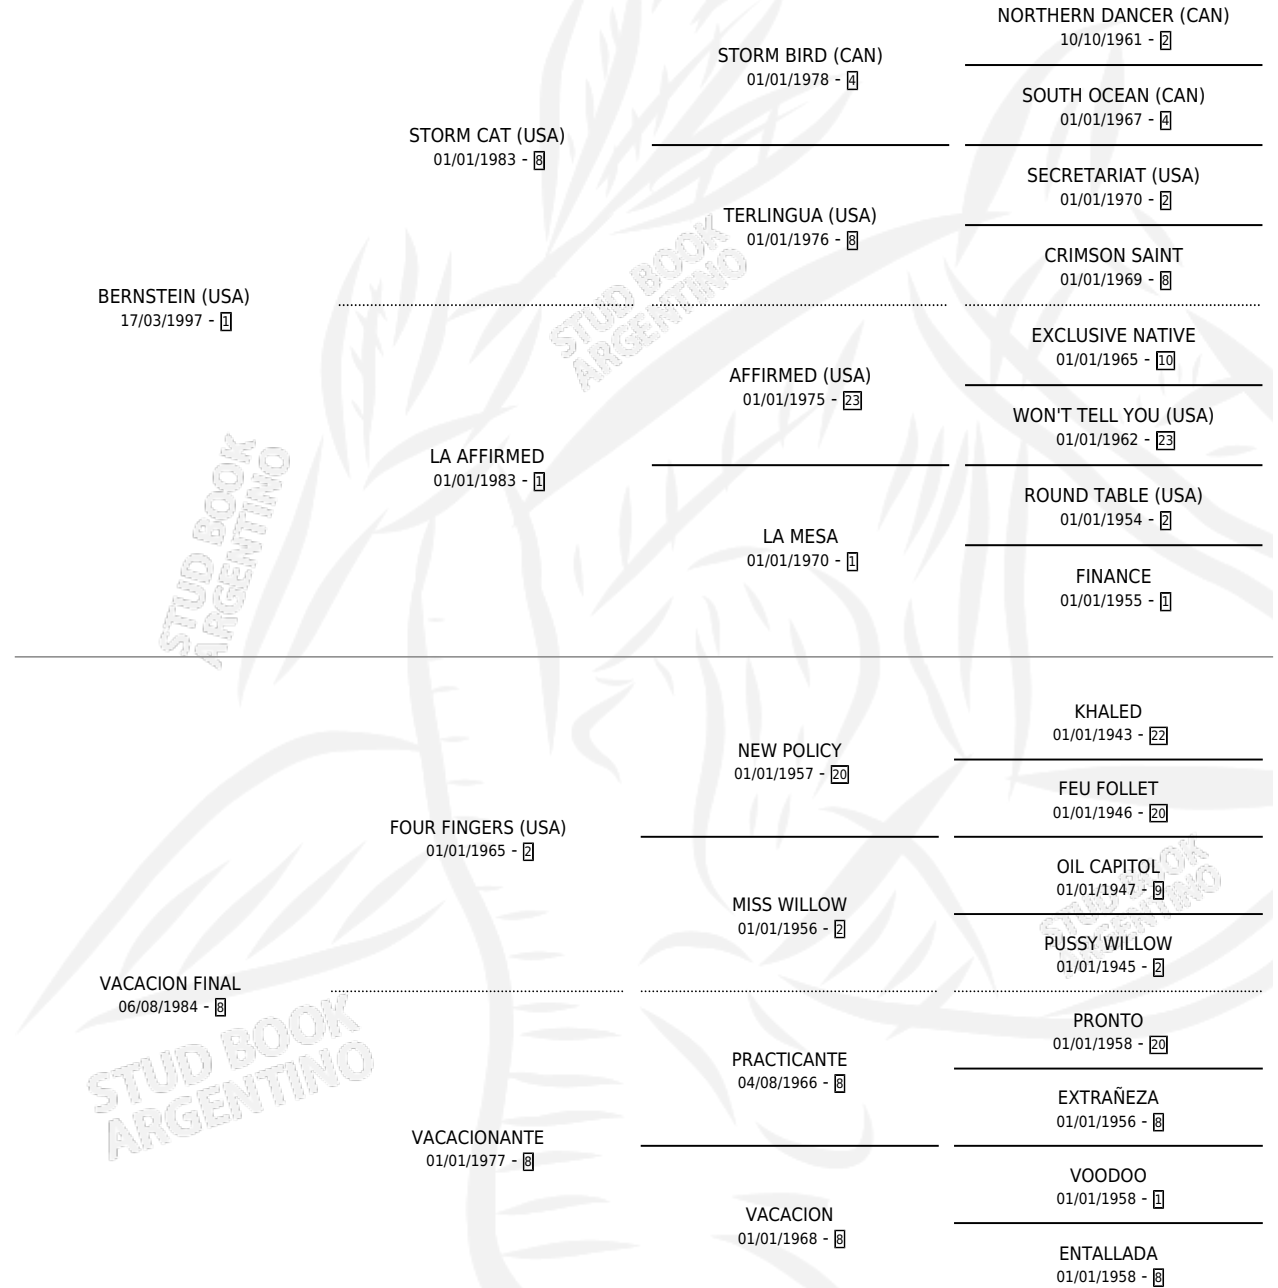 NORTHERN DANCER (CAN)
10/10/1961 - 2
STORM BIRD (CAN)
01/01/1978 - 4
SOUTH OCEAN (CAN)
01/01/1967 - 4
STORM CAT (USA)
01/01/1983 - 8
SECRETARIAT (USA)
01/01/1970 - 2
TERLINGUA (USA)
01/01/1976 - 8
CRIMSON SAINT
01/01/1969 - 8
BERNSTEIN (USA)
17/03/1997 - 1
EXCLUSIVE NATIVE
01/01/1965 - 10
AFFIRMED (USA)
01/01/1975 - 23
WON'T TELL YOU (USA)
01/01/1962 - 23
LA AFFIRMED
01/01/1983 - 1
ROUND TABLE (USA)
01/01/1954 - 2
LA MESA
01/01/1970 - 1
FINANCE
01/01/1955 - 1
STUD BOOK
ARGENTINO
STUD BOOK
ARGENTINO
KHALED
01/01/1943 - 22
NEW POLICY
01/01/1957 - 20
FEU FOLLET
01/01/1946 - 20
FOUR FINGERS (USA)
01/01/1965 - 2
OIL CAPITOL
01/01/1947 - 9
MISS WILLOW
01/01/1956 - 2
PUSSY WILLOW
01/01/1945 - 2
VACACION FINAL
06/08/1984 - 8
PRONTO
01/01/1958 - 20
PRACTICANTE
04/08/1966 - 8
EXTRAÑEZA
01/01/1956 - 8
VACACIONANTE
01/01/1977 - 8
VOODOO
01/01/1958 - 1
VACACION
01/01/1968 - 8
ENTALLADA
01/01/1958 - 8
STUD BOOK
ARGENTINO
STUD BOOK
ARGENTINO